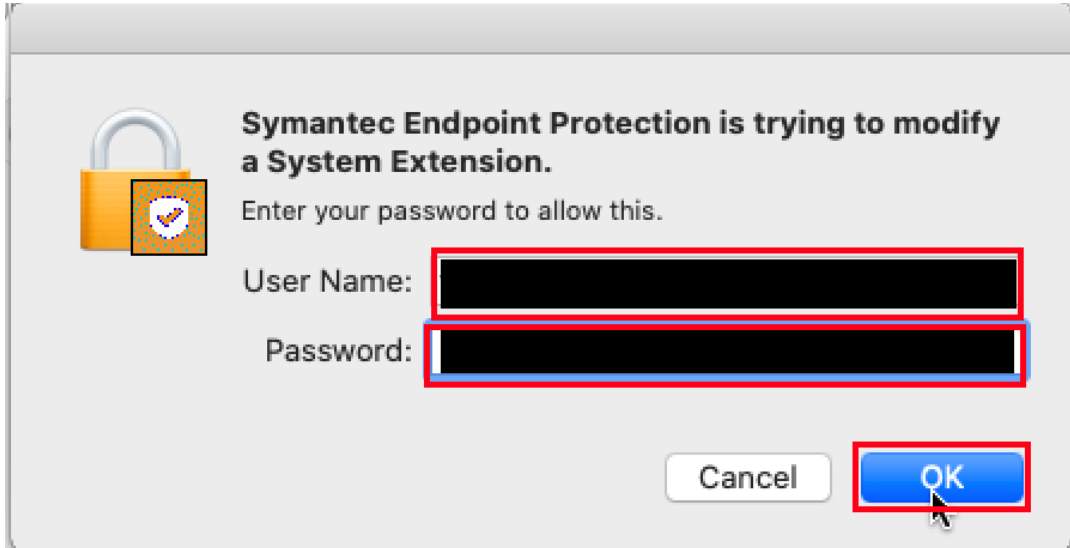 Symantec Endpoint Protection is trying to modify
a System Extension.
Enter your password to allow this.
User Name:
Password:
Cancel
OK